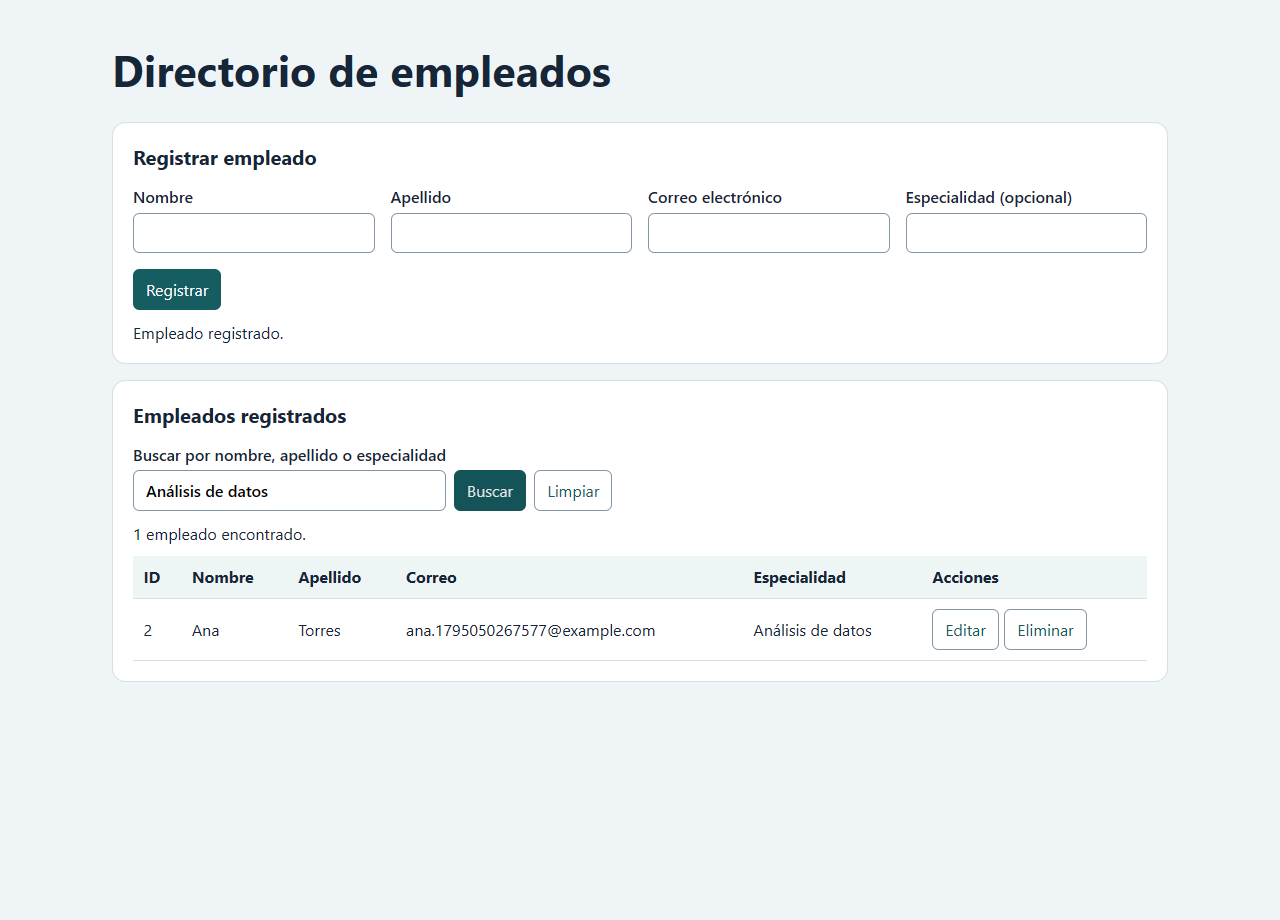 Directorio de empleados
Registrar empleado
Nombre Apellido Correo electrónico Especialidad (opcional)
Registrar
Empleado registrado.
Empleados registrados
Buscar por nombre, apellido o especialidad
Análisis de datos Buscar Limpiar
1 empleado encontrado.
ID Nombre Apellido Correo Especialidad Acciones
2 Ana Torres ana.1795050267577@example.com Análisis de datos Editar Eliminar